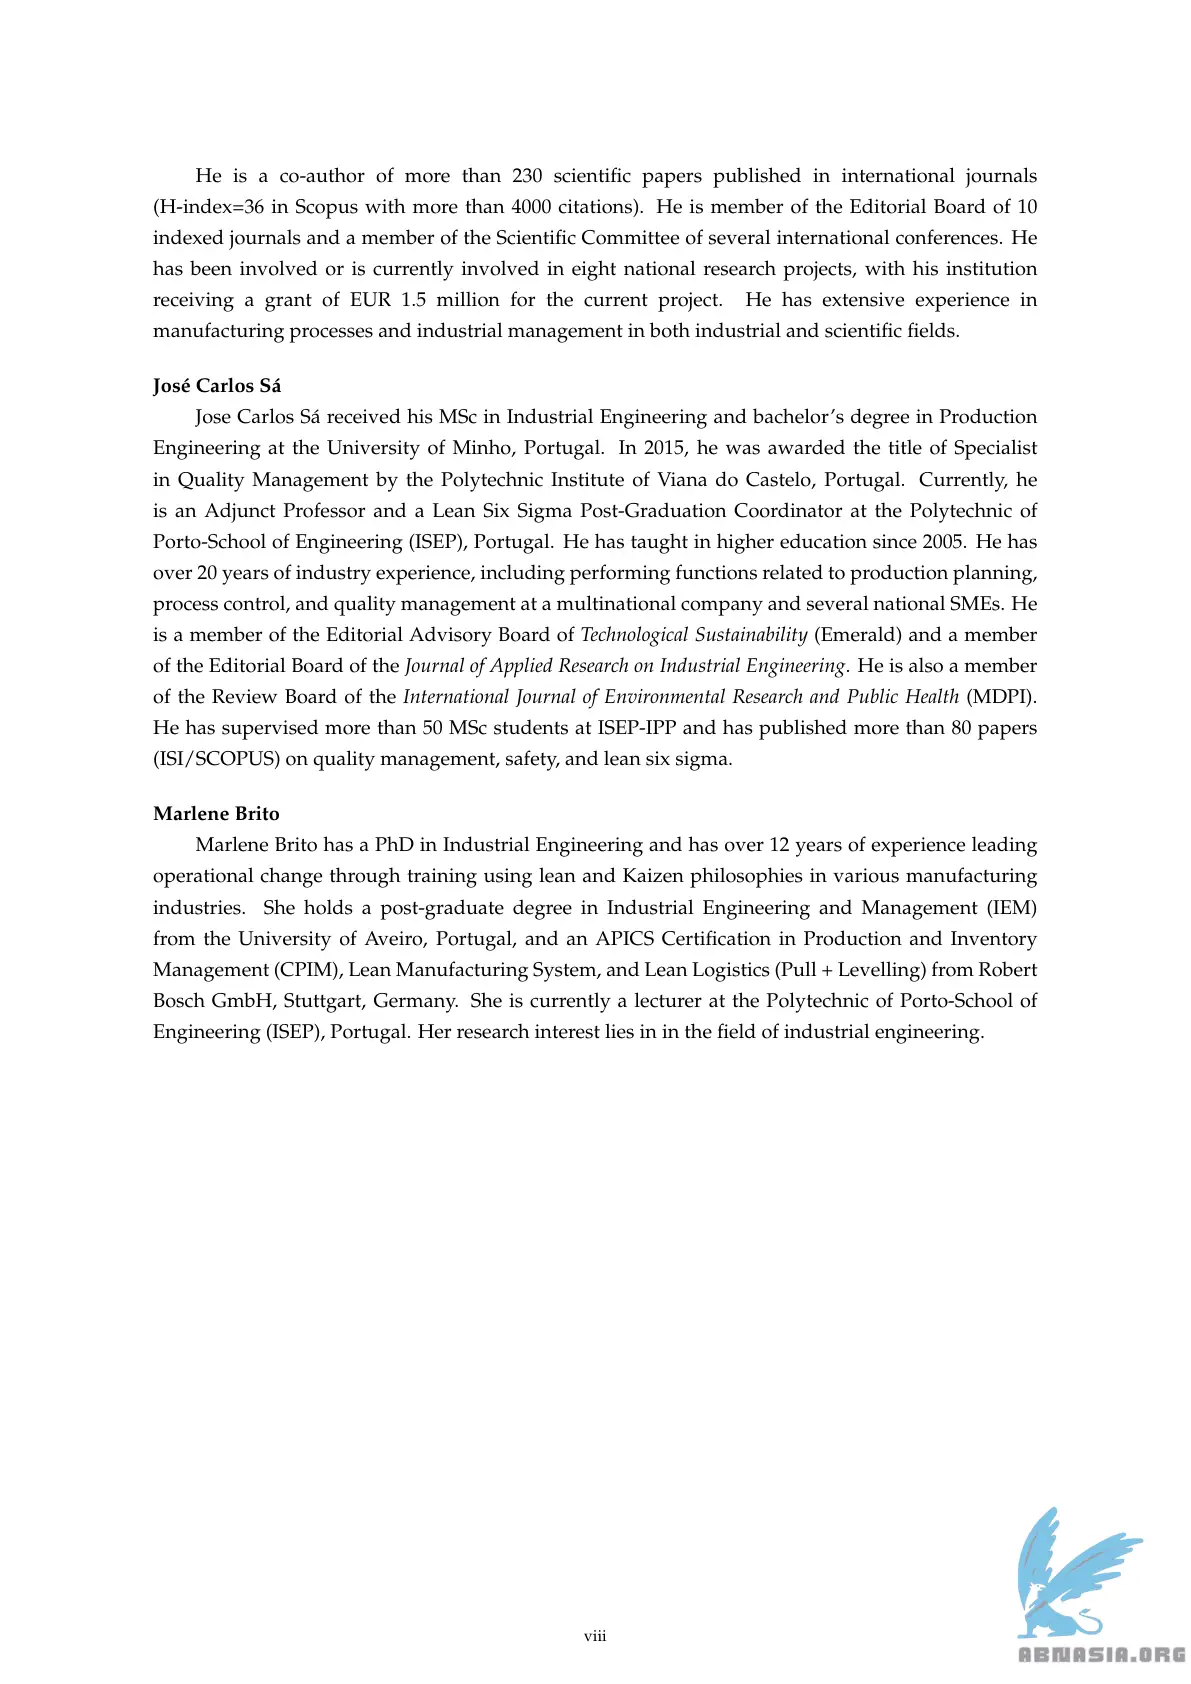 He is a co-author of more than 230 scientific papers published in international journals
(H-index=36 in Scopus with more than 4000 citations). He is member of the Editorial Board of 10
indexed journals and a member of the Scientific Committee of several international conferences. He
has been involved or is currently involved in eight national research projects, with his institution
receiving a grant of EUR 1.5 million for the current project. He has extensive experience in
manufacturing processes and industrial management in both industrial and scientific fields.
José Carlos Sá
Jose Carlos Sá received his MSc in Industrial Engineering and bachelor's degree in Production
Engineering at the University of Minho, Portugal. In 2015, he was awarded the title of Specialist
in Quality Management by the Polytechnic Institute of Viana do Castelo, Portugal. Currently, he
is an Adjunct Professor and a Lean Six Sigma Post-Graduation Coordinator at the Polytechnic of
Porto-School of Engineering (ISEP), Portugal. He has taught in higher education since 2005. He has
over 20 years of industry experience, including performing functions related to production planning,
process control, and quality management at a multinational company and several national SMEs. He
is a member of the Editorial Advisory Board of Technological Sustainability (Emerald) and a member
of the Editorial Board of the Journal of Applied Research on Industrial Engineering. He is also a member
of the Review Board of the International Journal of Environmental Research and Public Health (MDPI).
He has supervised more than 50 MSc students at ISEP-IPP and has published more than 80 papers
(ISI/SCOPUS) on quality management, safety, and lean six sigma.
Marlene Brito
Marlene Brito has a PhD in Industrial Engineering and has over 12 years of experience leading
operational change through training using lean and Kaizen philosophies in various manufacturing
industries. She holds a post-graduate degree in Industrial Engineering and Management (IEM)
from the University of Aveiro, Portugal, and an APICS Certification in Production and Inventory
Management (CPIM), Lean Manufacturing System, and Lean Logistics (Pull + Levelling) from Robert
Bosch GmbH, Stuttgart, Germany. She is currently a lecturer at the Polytechnic of Porto-School of
Engineering (ISEP), Portugal. Her research interest lies in in the field of industrial engineering.
viii
ABNASIA.ORG